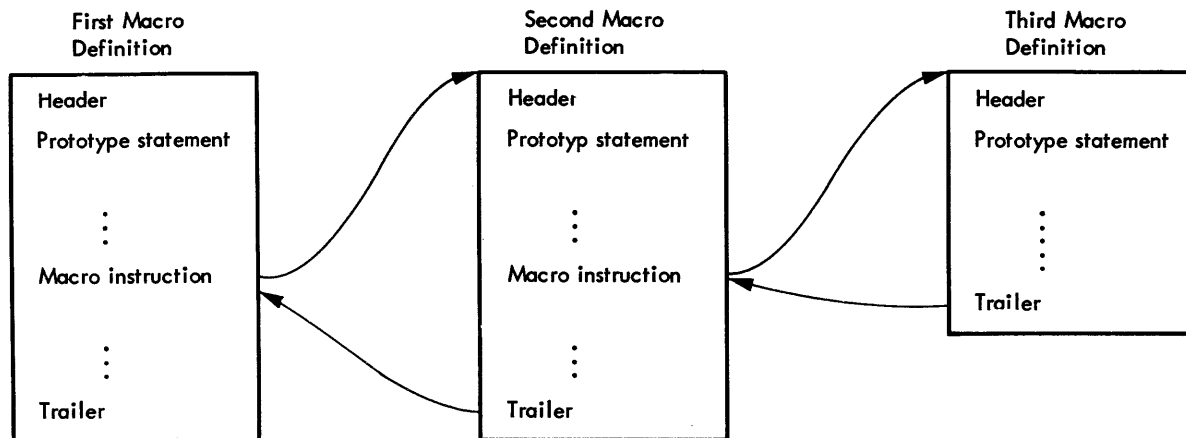 First Macro
Definition
Header
Prototype statement
Macro instruction
Trailer
Second Macro
Definition
Header
Prototyp statement
Macro instruction
Trailer
Third Macro
Definition
Header
Prototype statement
Trailer